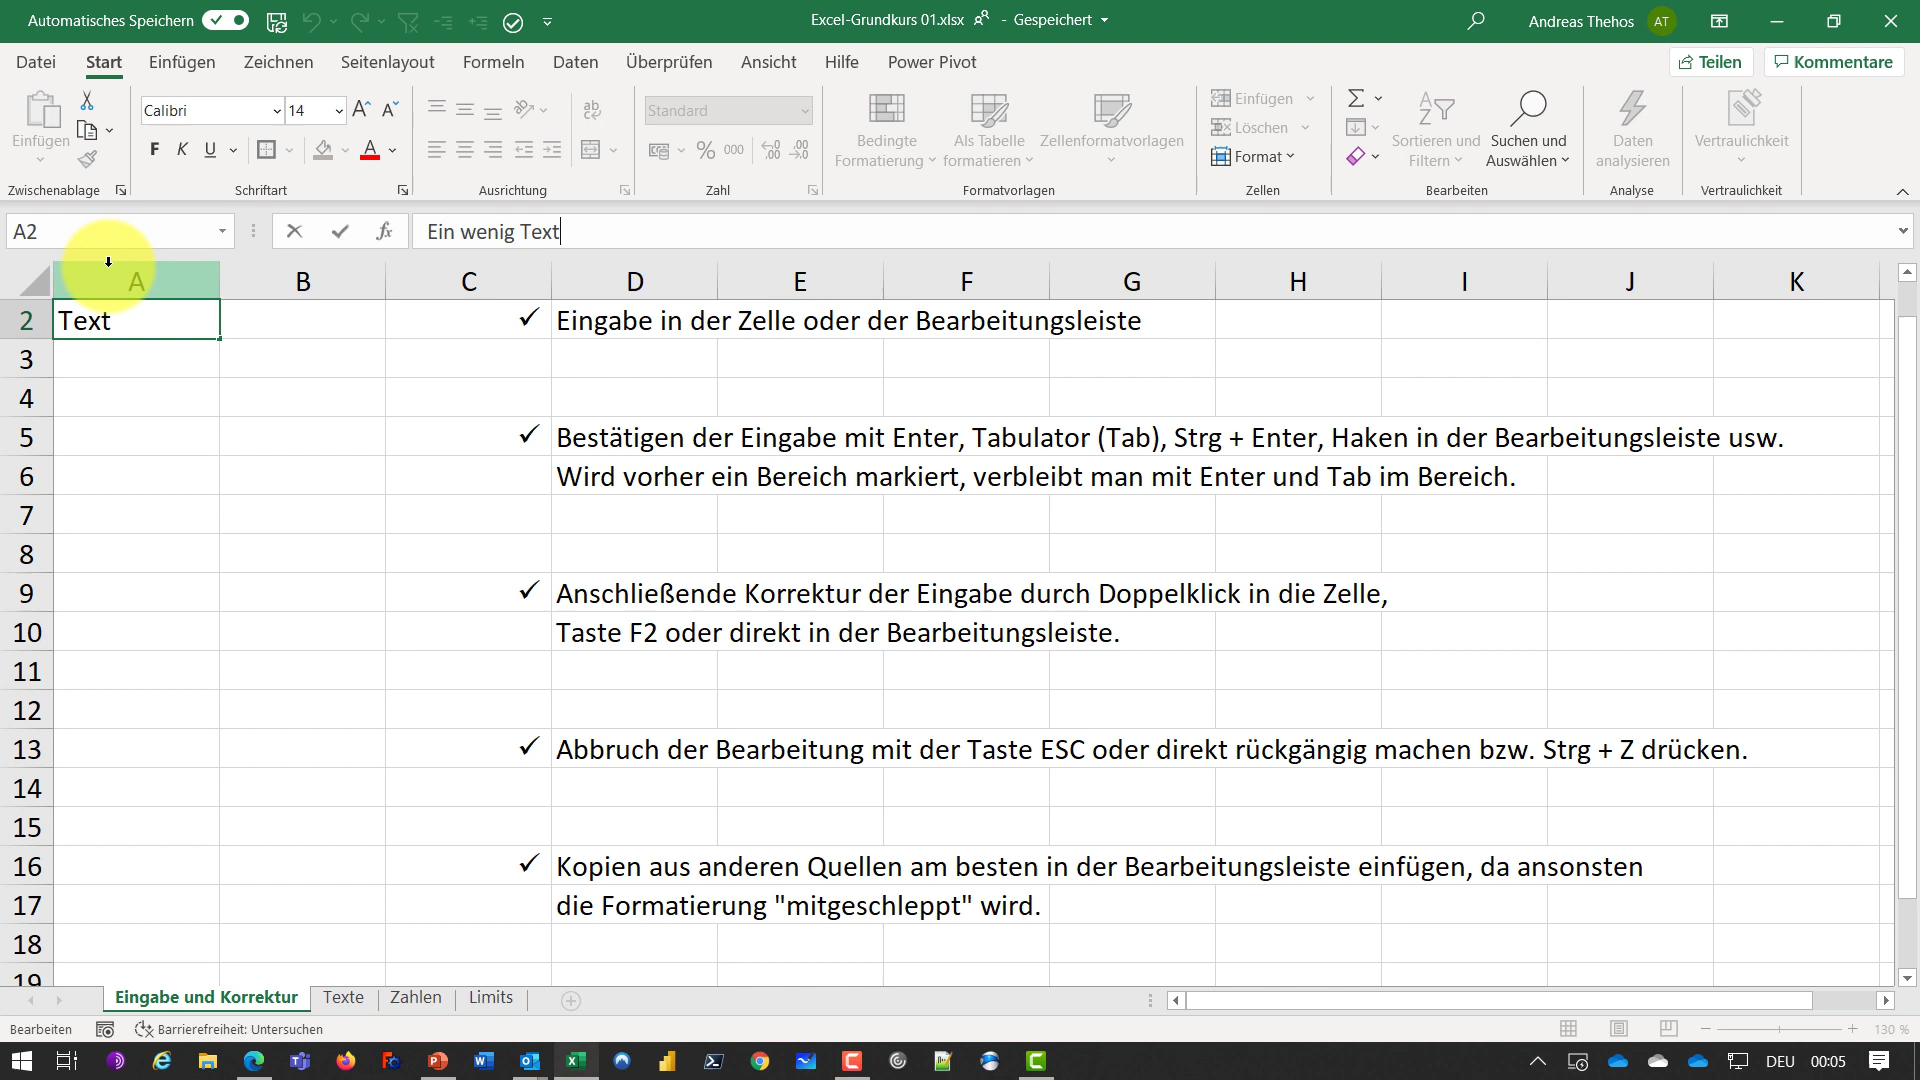 Automatisches Speichern
Excel-Grundkurs 01.xlsx - Gespeichert
Andreas Thehos AT
Datei Start Einfügen Zeichnen Seitenlayout Formeln Daten Überprüfen Ansicht Hilfe Power Pivot Teilen Kommentare
Calibri 14
Standard
Einfügen
Löschen
Format
Einfügen
F K U
% 000
Bedingte Formatierung
Als Tabelle formatieren
Zellenformatvorlagen
Sortieren und Filtern
Suchen und Auswählen
Daten analysieren
Vertraulichkeit
Zwischenablage Schriftart Ausrichtung Zahl Formatvorlagen Zellen Bearbeiten Analyse Vertraulichkeit
A2 fx Ein wenig Text
A B C D E F G H I J K
2 Text ✓ Eingabe in der Zelle oder der Bearbeitungsleiste
3
4
5 ✓ Bestätigen der Eingabe mit Enter, Tabulator (Tab), Strg + Enter, Haken in der Bearbeitungsleiste usw.
6 Wird vorher ein Bereich markiert, verbleibt man mit Enter und Tab im Bereich.
7
8
9 ✓ Anschließende Korrektur der Eingabe durch Doppelklick in die Zelle,
10 Taste F2 oder direkt in der Bearbeitungsleiste.
11
12
13 ✓ Abbruch der Bearbeitung mit der Taste ESC oder direkt rückgängig machen bzw. Strg + Z drücken.
14
15
16 ✓ Kopien aus anderen Quellen am besten in der Bearbeitungsleiste einfügen, da ansonsten
17 die Formatierung "mitgeschleppt" wird.
18
19
Eingabe und Korrektur Texte Zahlen Limits
Bearbeiten Barrierefreiheit: Untersuchen 130 %
DEU 00:05